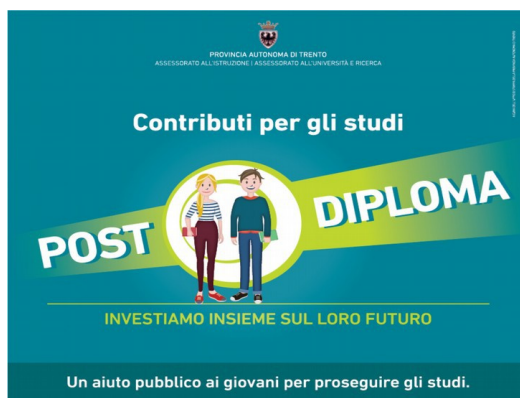 PROVINCIA AUTONOMA DI TRENTO
ASSESSORATO ALL'ISTRUZIONE | ASSESSORATO ALL'UNIVERSITÀ E RICERCA
Contributi per gli studi
POST DIPLOMA
INVESTIAMO INSIEME SUL LORO FUTURO
Un aiuto pubblico ai giovani per proseguire gli studi.